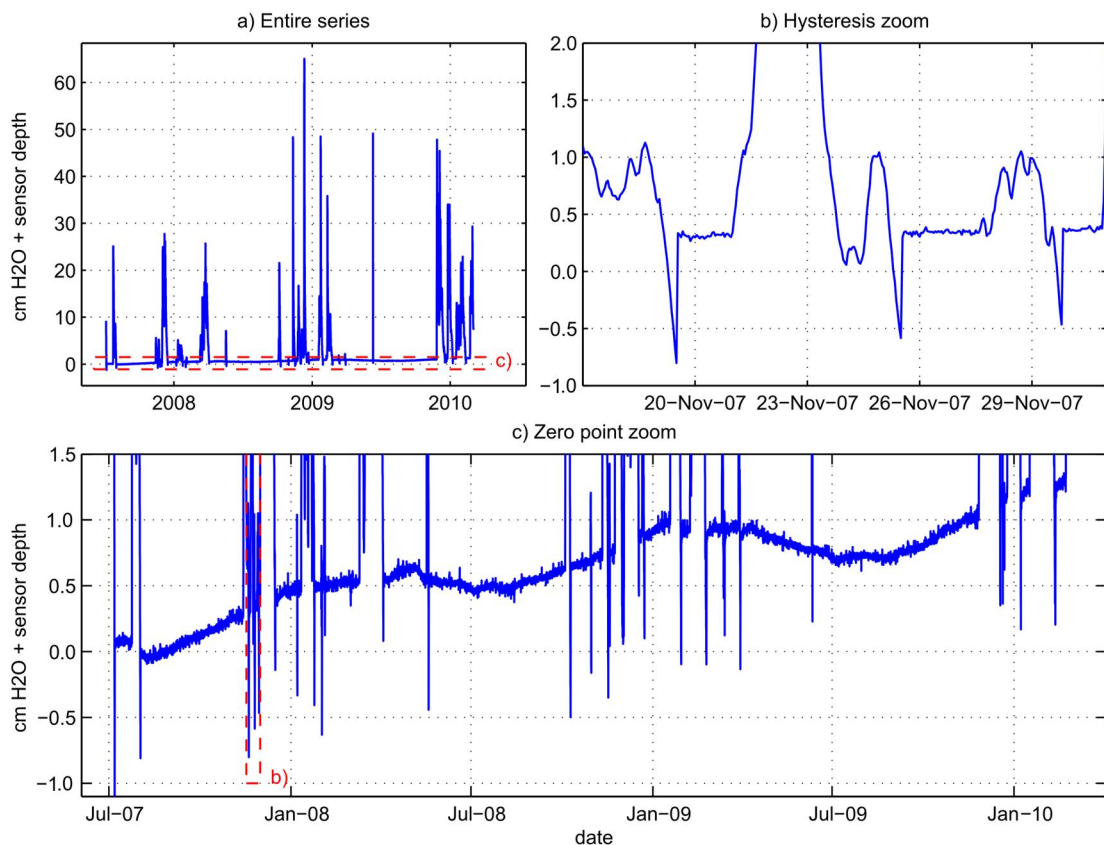 a) Entire series
b) Hysteresis zoom
cm H2O + sensor depth
60
50
40
30
20
10
0
c)
2008
2009
2010
2.0
1.5
1.0
0.5
0.0
−0.5
−1.0
20−Nov−07
23−Nov−07
26−Nov−07
29−Nov−07
c) Zero point zoom
cm H2O + sensor depth
1.5
1.0
0.5
0.0
−0.5
−1.0
b)
Jul−07
Jan−08
Jul−08
Jan−09
Jul−09
Jan−10
date